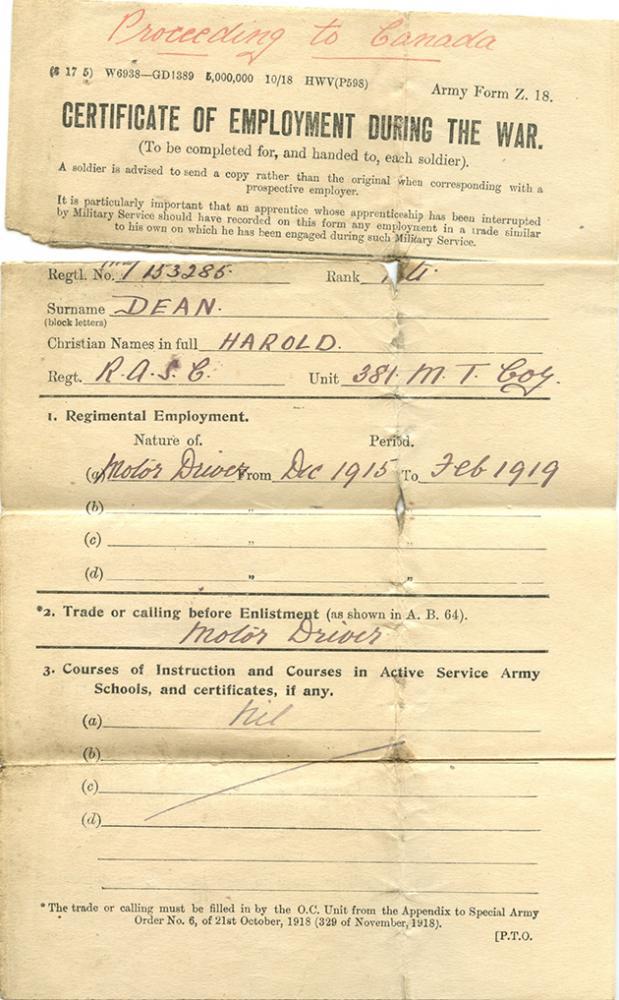 Proceeding to Canada
(6 17 5) W6938—GD1389 5,000,000 10/18 HWV(P598)
Army Form Z. 18.
CERTIFICATE OF EMPLOYMENT DURING THE WAR.
(To be completed for, and handed to, each soldier).
A soldier is advised to send a copy rather than the original when corresponding with a
prospective employer.
It is particularly important that an apprentice whose apprenticeship has been interrupted
by Military Service should have recorded on this form any employment in a trade similar
to his own on which he has been engaged during such Military Service.
Regtl. No. 153285 Rank
Surname DEAN.
(block letters)
Christian Names in full HAROLD.
Regt. R.A.S.C. Unit 381 M.T. Coy.
1. Regimental Employment.
Nature of. Period.
(a) Motor Driver From Dec 1915 To Feb 1919
(b) " "
(c) " "
(d) " "
*2. Trade or calling before Enlistment (as shown in A. B. 64).
Motor Driver
3. Courses of Instruction and Courses in Active Service Army
Schools, and certificates, if any.
(a) Nil
(b)
(c)
(d)
* The trade or calling must be filled in by the O.C. Unit from the Appendix to Special Army
Order No. 6, of 21st October, 1918 (329 of November, 1918).
[P.T.O.